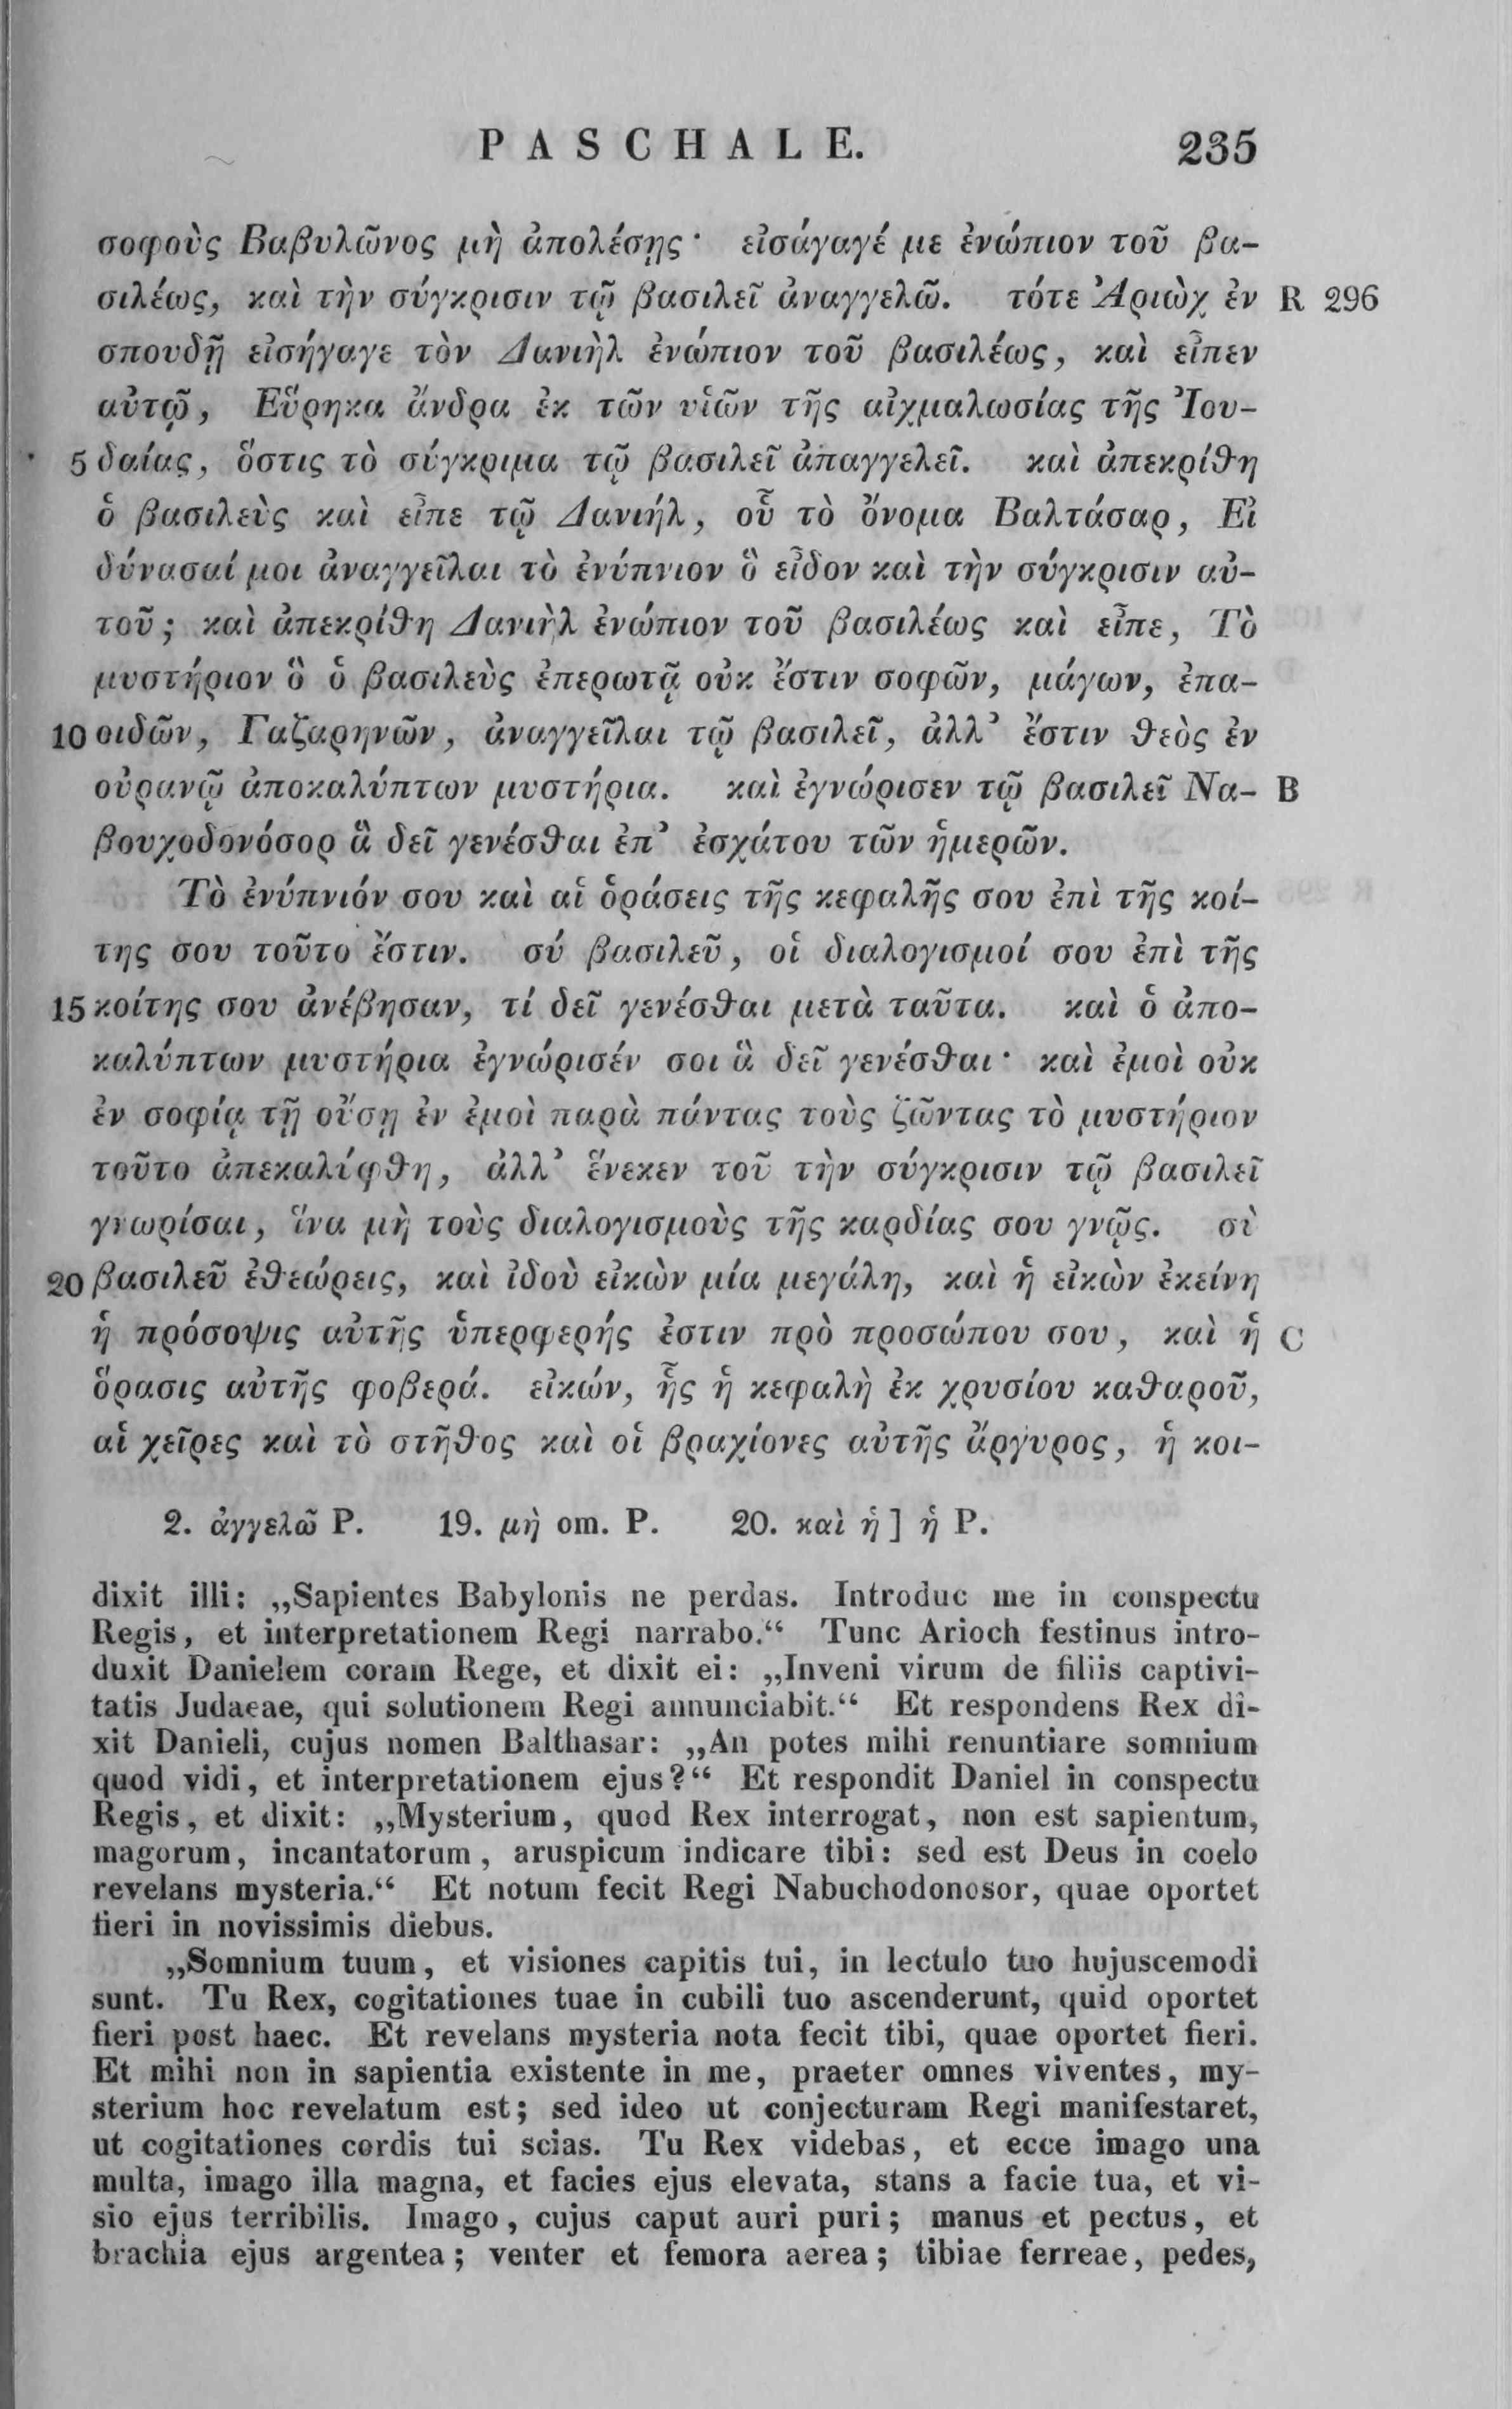 PASCHALE. 235
σοφοὺς Βαβυλῶνος μὴ ἀπολέσῃς· εἰσάγαγέ με ἐνώπιον τοῦ βα-
σιλέως, καὶ τὴν σύγκρισιν τῷ βασιλεῖ ἀναγγελῶ. τότε Ἀριὼχ ἐν R 296
σπουδῇ εἰσήγαγε τὸν Δανιὴλ ἐνώπιον τοῦ βασιλέως, καὶ εἶπεν
αὐτῷ, Εὕρηκα ἄνδρα ἐκ τῶν υἱῶν τῆς αἰχμαλωσίας τῆς Ἰου-
5 δαίας, ὅστις τὸ σύγκριμα τῷ βασιλεῖ ἀπαγγελεῖ. καὶ ἀπεκρίθη
ὁ βασιλεὺς καὶ εἶπε τῷ Δανιήλ, οὗ τὸ ὄνομα Βαλτάσαρ, Εἰ
δύνασαί μοι ἀναγγεῖλαι τὸ ἐνύπνιον ὃ εἶδον καὶ τὴν σύγκρισιν αὐ-
τοῦ; καὶ ἀπεκρίθη Δανιὴλ ἐνώπιον τοῦ βασιλέως καὶ εἶπε, Τὸ
μυστήριον ὃ ὁ βασιλεὺς ἐπερωτᾷ οὐκ ἔστιν σοφῶν, μάγων, ἐπα-
10 οιδῶν, Γαζαρηνῶν, ἀναγγεῖλαι τῷ βασιλεῖ, ἀλλ’ ἔστιν θεὸς ἐν
οὐρανῷ ἀποκαλύπτων μυστήρια. καὶ ἐγνώρισεν τῷ βασιλεῖ Να- B
βουχοδονόσορ ἃ δεῖ γενέσθαι ἐπ’ ἐσχάτου τῶν ἡμερῶν.
Τὸ ἐνύπνιόν σου καὶ αἱ ὁράσεις τῆς κεφαλῆς σου ἐπὶ τῆς κοί-
της σου τοῦτο ἔστιν. σύ βασιλεῦ, οἱ διαλογισμοί σου ἐπὶ τῆς
15 κοίτης σου ἀνέβησαν, τί δεῖ γενέσθαι μετὰ ταῦτα. καὶ ὁ ἀπο-
καλύπτων μυστήρια ἐγνώρισέν σοι ἃ δεῖ γενέσθαι· καὶ ἐμοὶ οὐκ
ἐν σοφίᾳ τῇ οὔσῃ ἐν ἐμοὶ παρὰ πάντας τοὺς ζῶντας τὸ μυστήριον
τοῦτο ἀπεκαλύφθη, ἀλλ’ ἕνεκεν τοῦ τὴν σύγκρισιν τῷ βασιλεῖ
γνωρίσαι, ἵνα μὴ τοὺς διαλογισμοὺς τῆς καρδίας σου γνῷς. σὺ
20 βασιλεῦ ἐθεώρεις, καὶ ἰδοὺ εἰκὼν μία μεγάλη, καὶ ἡ εἰκὼν ἐκείνη
ἡ πρόσοψις αὐτῆς ὑπερφερής ἐστιν πρὸ προσώπου σου, καὶ ἡ C
ὅρασις αὐτῆς φοβερά. εἰκών, ἧς ἡ κεφαλὴ ἐκ χρυσίου καθαροῦ,
αἱ χεῖρες καὶ τὸ στῆθος καὶ οἱ βραχίονες αὐτῆς ἄργυρος, ἡ κοι-
2. ἀγγελῶ P. 19. μὴ om. P. 20. καὶ ἡ] ἡ P.
dixit illi: „Sapientes Babylonis ne perdas. Introduc me in conspectu
Regis, et interpretationem Regi narrabo.“ Tunc Arioch festinus intro-
duxit Danielem coram Rege, et dixit ei: „Inveni virum de filiis captivi-
tatis Judaeae, qui solutionem Regi annunciabit.“ Et respondens Rex di-
xit Danieli, cujus nomen Balthasar: „An potes mihi renuntiare somnium
quod vidi, et interpretationem ejus?“ Et respondit Daniel in conspectu
Regis, et dixit: „Mysterium, quod Rex interrogat, non est sapientum,
magorum, incantatorum, aruspicum indicare tibi: sed est Deus in coelo
revelans mysteria.“ Et notum fecit Regi Nabuchodonosor, quae oportet
fieri in novissimis diebus.
„Somnium tuum, et visiones capitis tui, in lectulo tuo hujuscemodi
sunt. Tu Rex, cogitationes tuae in cubili tuo ascenderunt, quid oportet
fieri post haec. Et revelans mysteria nota fecit tibi, quae oportet fieri.
Et mihi non in sapientia existente in me, praeter omnes viventes, my-
sterium hoc revelatum est; sed ideo ut conjecturam Regi manifestaret,
ut cogitationes cordis tui scias. Tu Rex videbas, et ecce imago una
multa, imago illa magna, et facies ejus elevata, stans a facie tua, et vi-
sio ejus terribilis. Imago, cujus caput auri puri; manus et pectus, et
brachia ejus argentea; venter et femora aerea; tibiae ferreae, pedes,